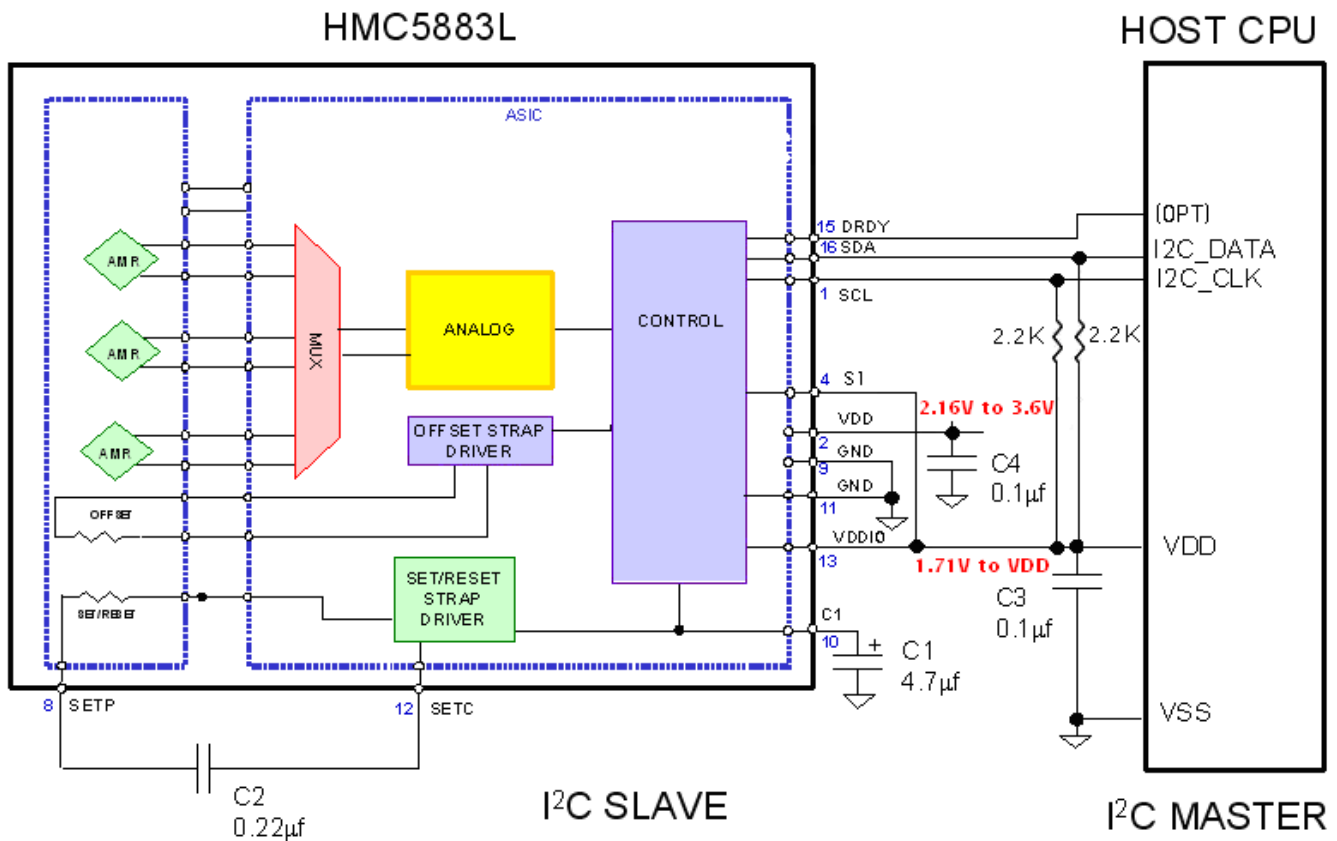 HMC5883L
HOST CPU
ASIC
AMR
AMR
AMR
MUX
ANALOG
CONTROL
OFFSET STRAP
DRIVER
OFFSET
SET/RESET
STRAP
DRIVER
SET/RESET
15 DRDY
16 SDA
1 SCL
4 S1
VDD
2
GND
9
GND
11
VDDIO
13
C1
10
(OPT)
I2C_DATA
I2C_CLK
2.2K
2.2K
2.16V to 3.6V
C4
0.1µf
1.71V to VDD
VDD
C3
0.1µf
C1
+
4.7µf
VSS
8 SETP
12 SETC
C2
0.22µf
I²C SLAVE
I²C MASTER